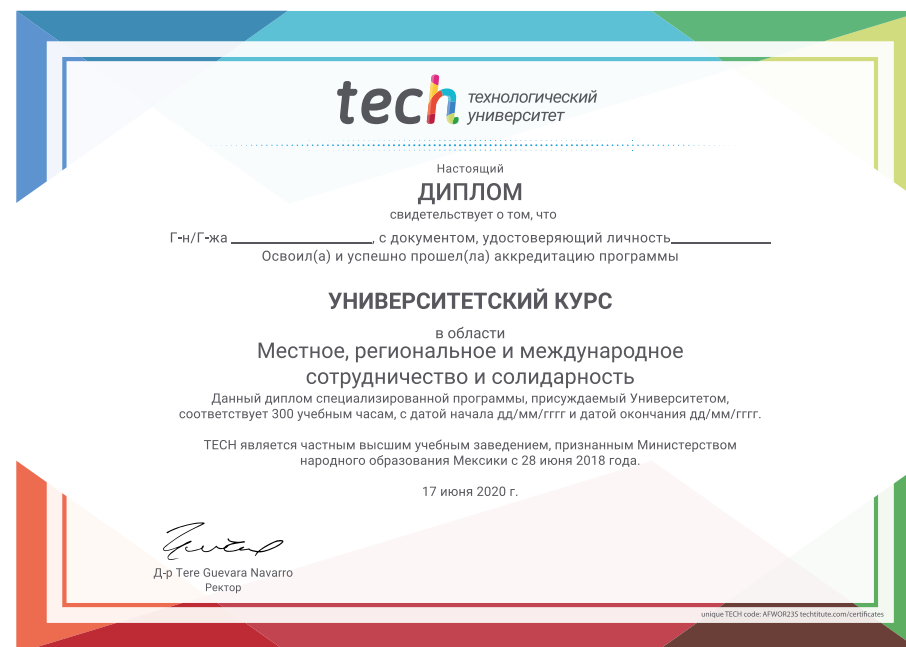 tech технологический
университет
Настоящий
ДИПЛОМ
свидетельствует о том, что
Г-н/Г-жа ____________________, с документом, удостоверяющий личность______________
Освоил(а) и успешно прошел(ла) аккредитацию программы
УНИВЕРСИТЕТСКИЙ КУРС
в области
Местное, региональное и международное
сотрудничество и солидарность
Данный диплом специализированной программы, присуждаемый Университетом,
соответствует 300 учебным часам, с датой начала дд/мм/гггг и датой окончания дд/мм/гггг.
TECH является частным высшим учебным заведением, признанным Министерством
народного образования Мексики с 28 июня 2018 года.
17 июня 2020 г.
Д-р Tere Guevara Navarro
Ректор
unique TECH code: AFWOR23S techtitute.com/certificates